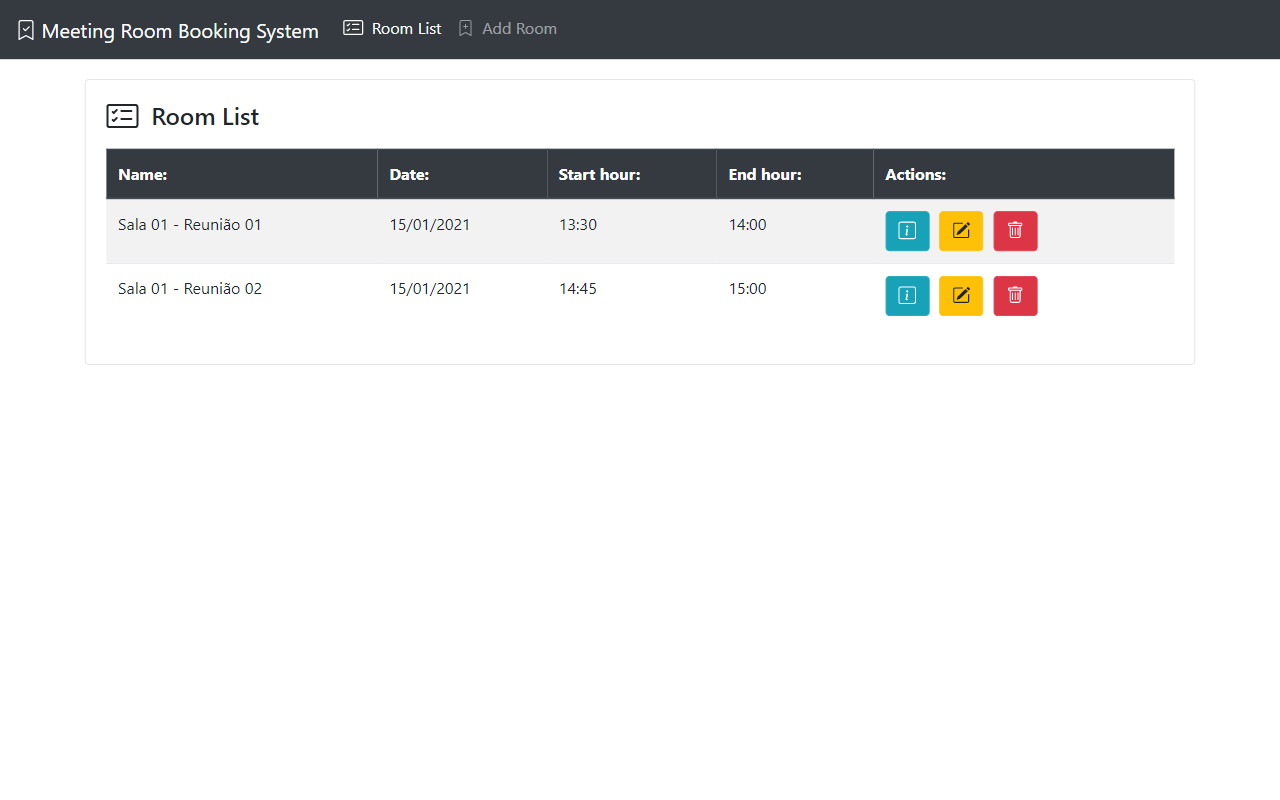 Meeting Room Booking System Room List Add Room
Room List
Name: Date: Start hour: End hour: Actions:
Sala 01 - Reunião 01 15/01/2021 13:30 14:00
Sala 01 - Reunião 02 15/01/2021 14:45 15:00